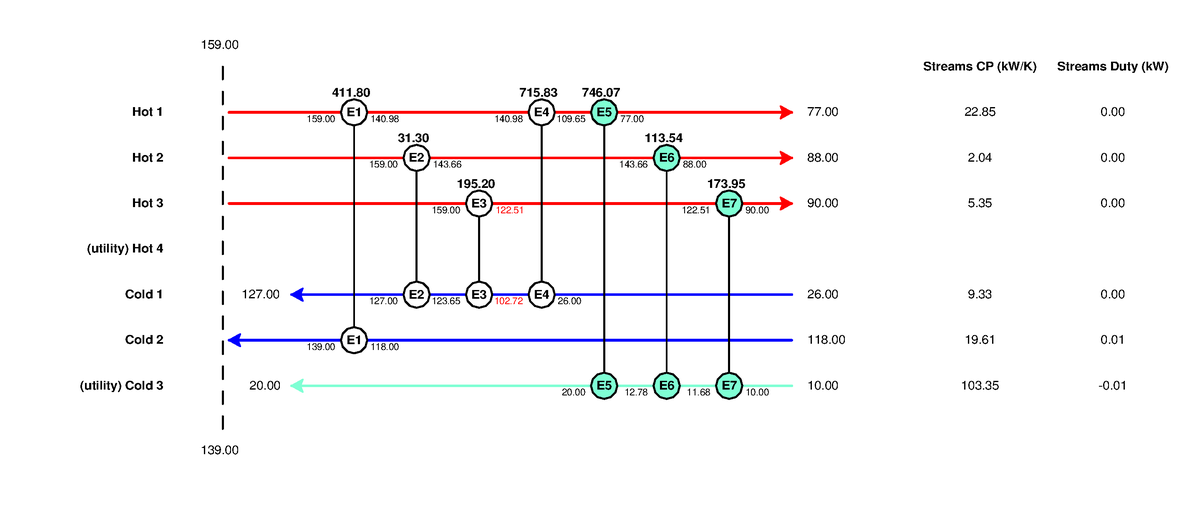 159.00
Streams CP (kW/K) Streams Duty (kW)
411.80 715.83 746.07
Hot 1 E1 E4 E5 77.00 22.85 0.00
159.00 140.98 140.98 109.65 77.00
31.30 113.54
Hot 2 E2 E6 88.00 2.04 0.00
159.00 143.66 143.66 88.00
195.20 173.95
Hot 3 E3 E7 90.00 5.35 0.00
159.00 122.51 122.51 90.00
(utility) Hot 4
Cold 1 127.00 E2 E3 E4 26.00 9.33 0.00
127.00 123.65 102.72 26.00
Cold 2 E1 118.00 19.61 0.01
139.00 118.00
(utility) Cold 3 20.00 E5 E6 E7 10.00 103.35 -0.01
20.00 12.78 11.68 10.00
139.00